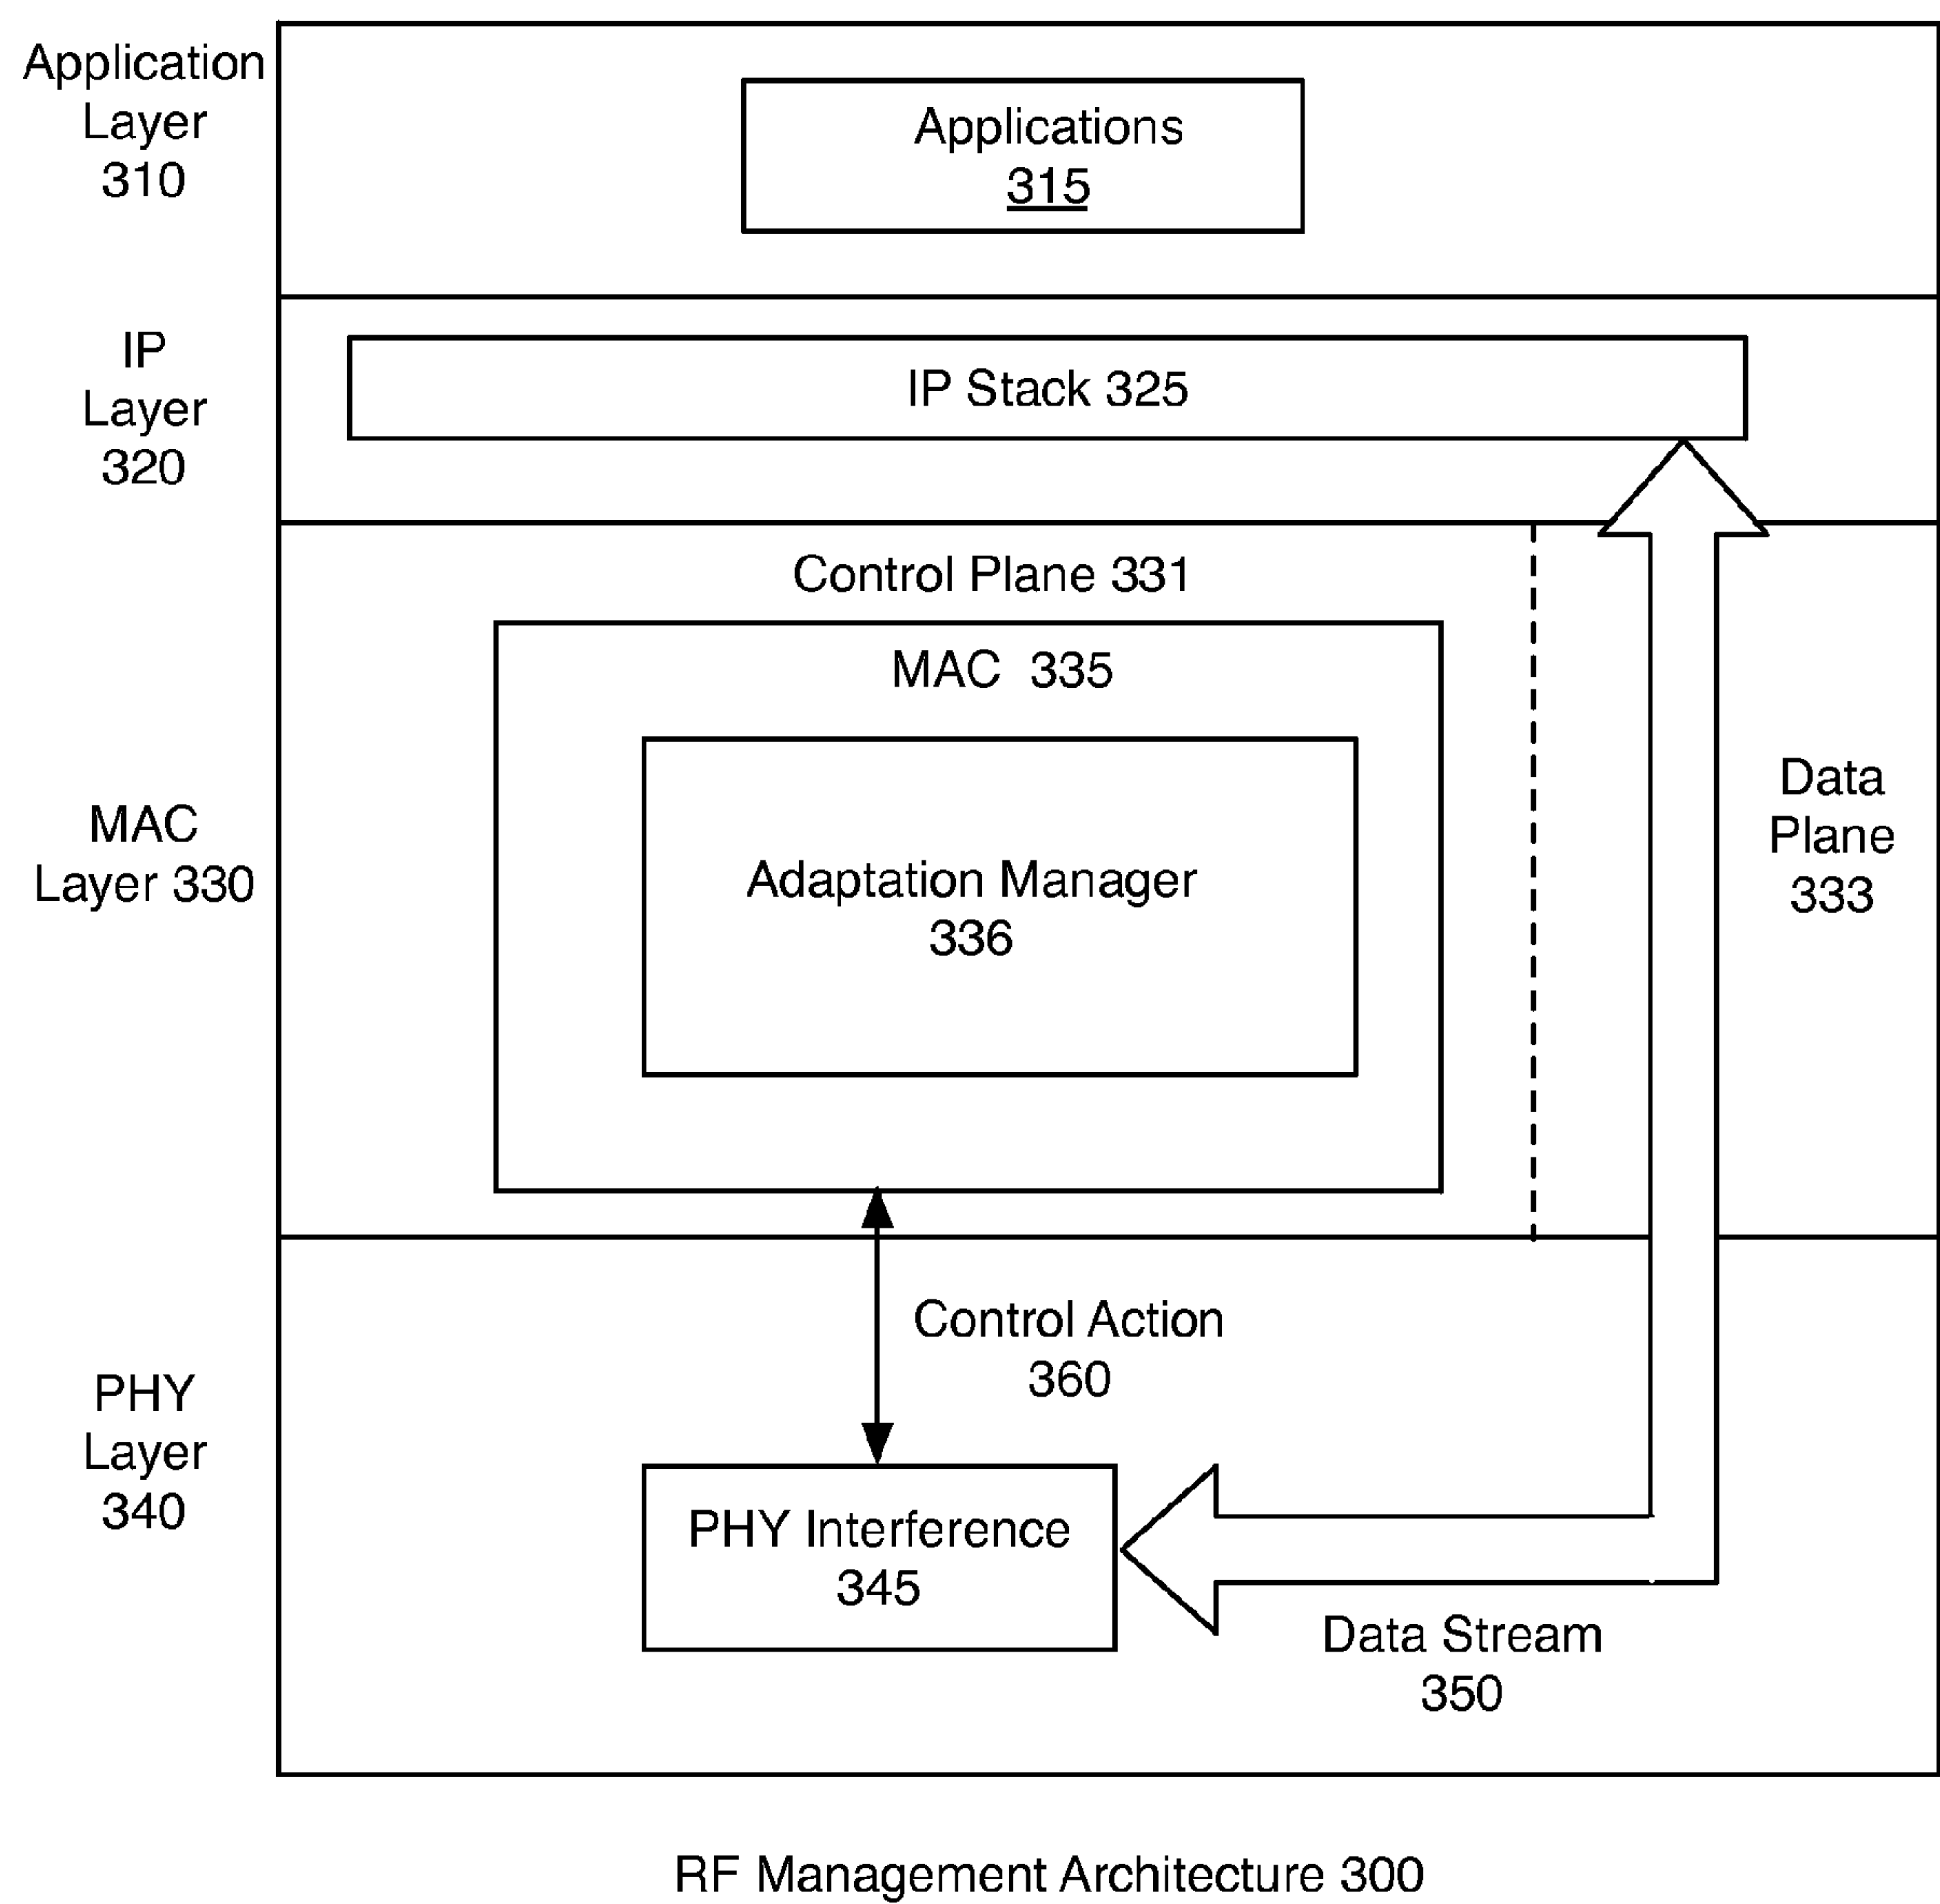 Application
Layer
310
Applications
315
IP
Layer
320
IP Stack 325
Control Plane 331
MAC 335
Adaptation Manager
336
MAC
Layer 330
Data
Plane
333
Control Action
360
PHY
Layer
340
PHY Interference
345
Data Stream
350
RF Management Architecture 300